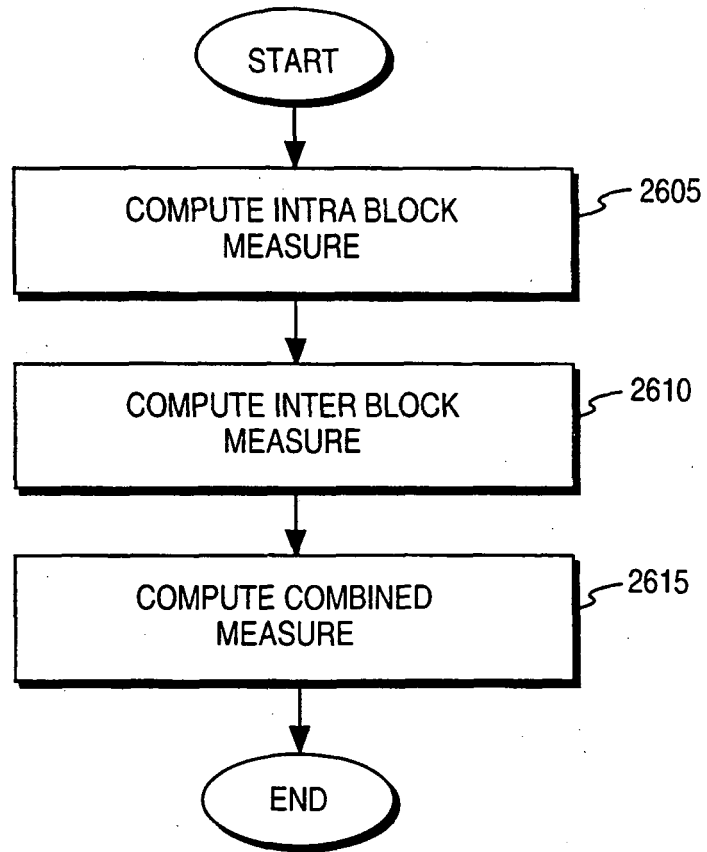 START
COMPUTE INTRA BLOCK
MEASURE
2605
COMPUTE INTER BLOCK
MEASURE
2610
COMPUTE COMBINED
MEASURE
2615
END